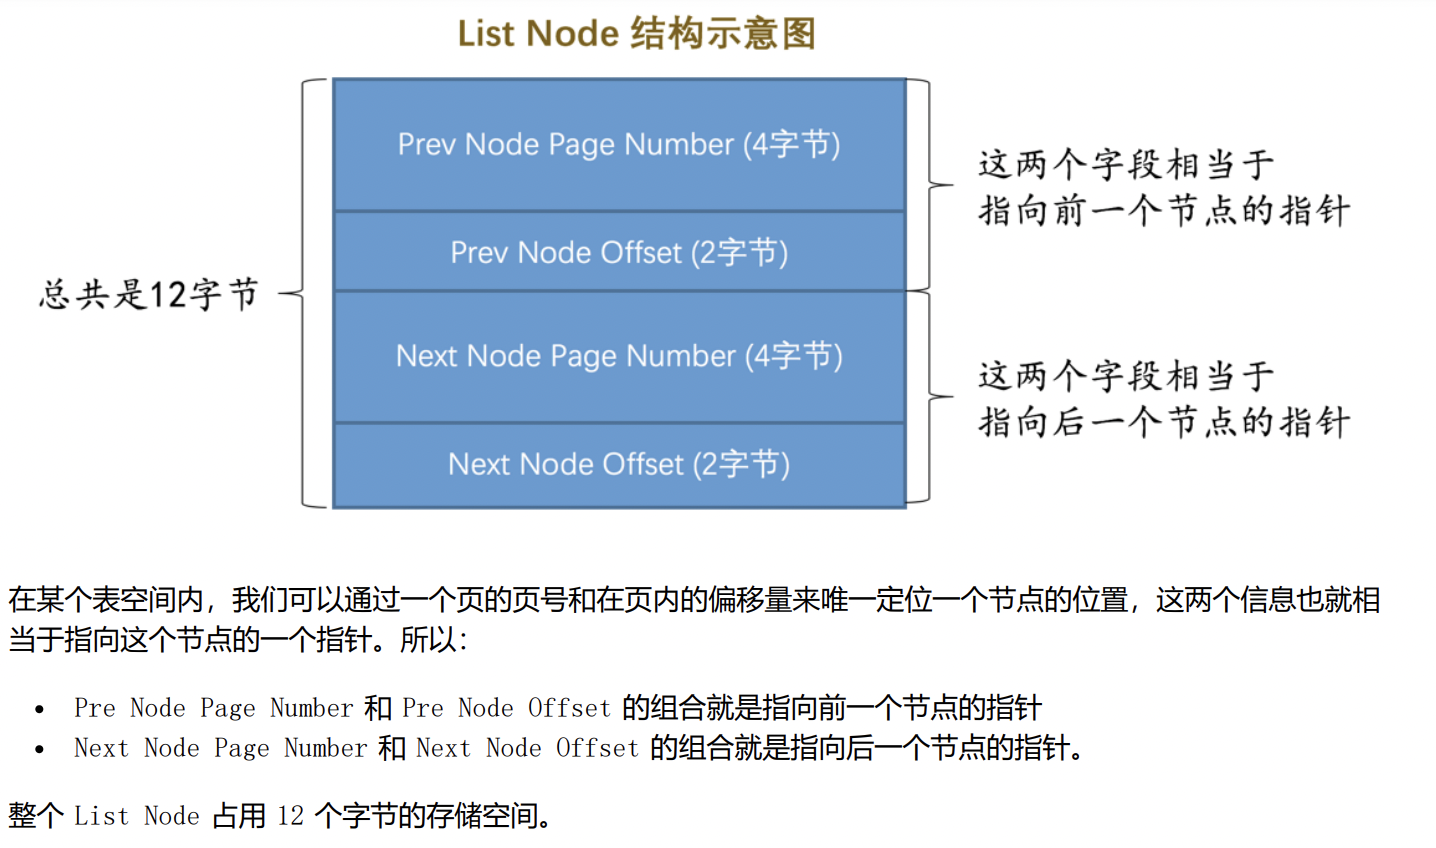 List Node 结构示意图
Prev Node Page Number (4字节)
这两个字段相当于
指向前一个节点的指针
Prev Node Offset (2字节)
总共是12字节
Next Node Page Number (4字节)
这两个字段相当于
指向后一个节点的指针
Next Node Offset (2字节)
在某个表空间内，我们可以通过一个页的页号和在页内的偏移量来唯一定位一个节点的位置，这两个信息也就相
当于指向这个节点的一个指针。所以：
• Pre Node Page Number 和 Pre Node Offset 的组合就是指向前一个节点的指针
• Next Node Page Number 和 Next Node Offset 的组合就是指向后一个节点的指针。
整个 List Node 占用 12 个字节的存储空间。